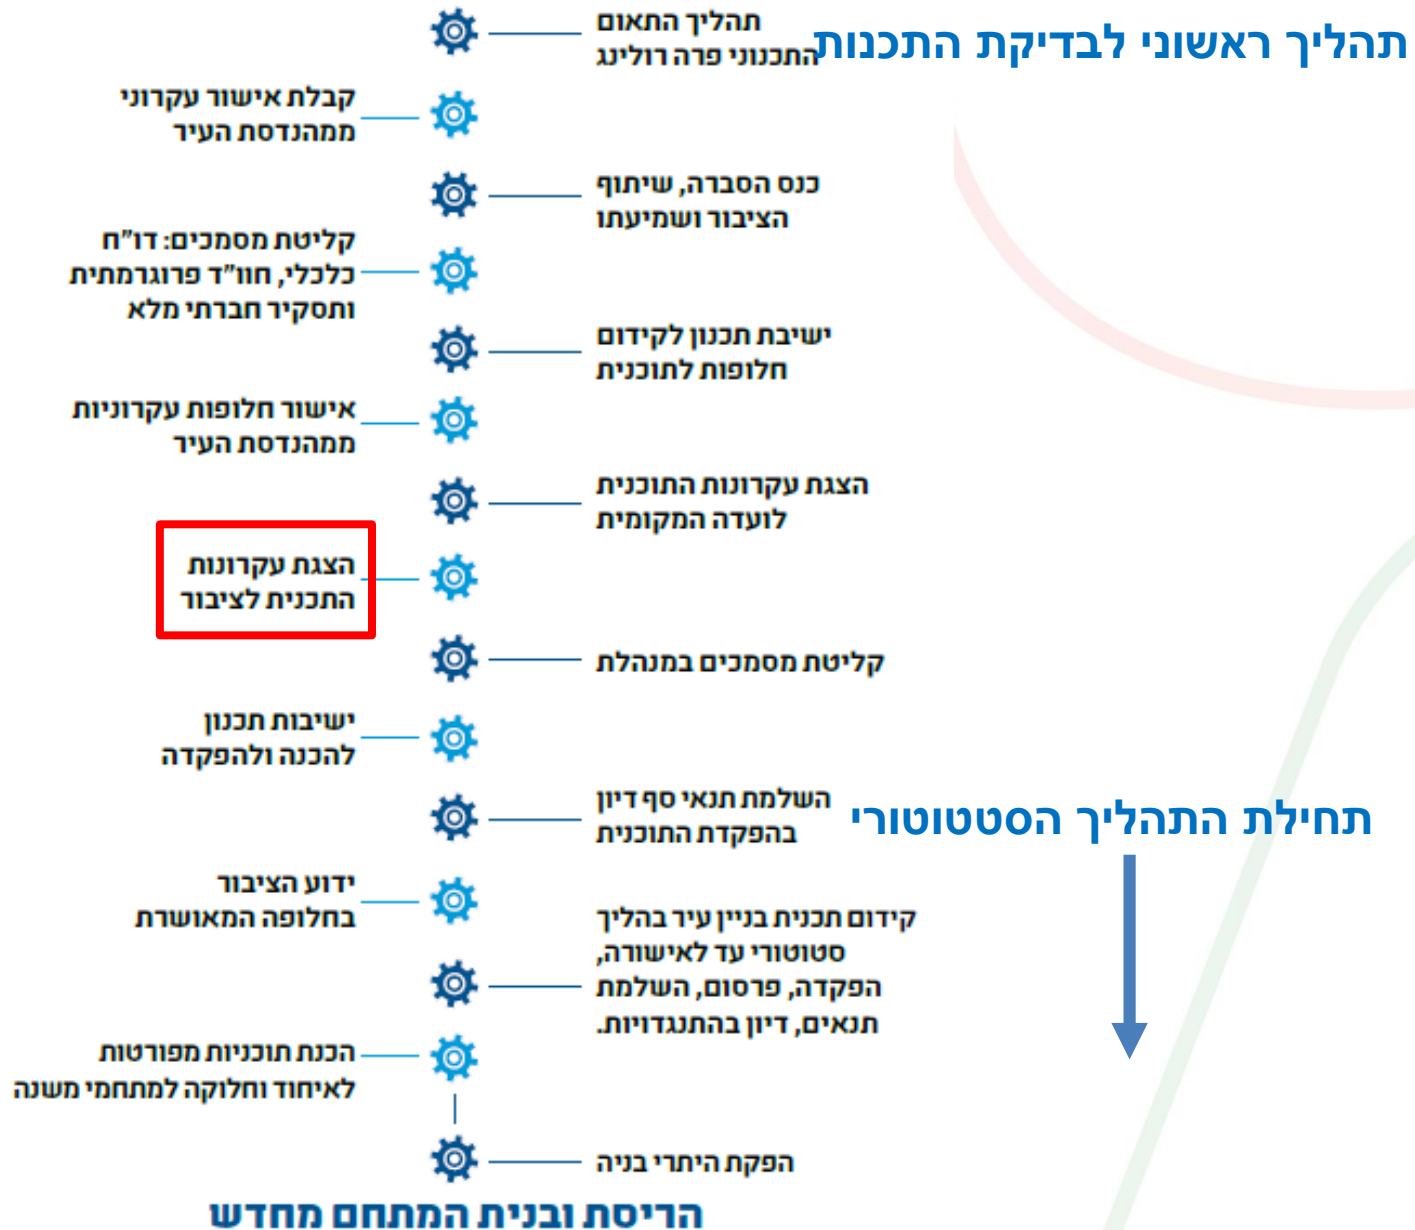 תהליך ראשוני לבדיקת התכנות
תהליך התאום
התכנוני פרה רולינג
קבלת אישור עקרוני
ממהנדסת העיר
כנס הסברה, שיתוף
הציבור ושמיעתו
קליטת מסמכים: דו"ח
כלכלי, חוו"ד פרוגרמתית
ותסקיר חברתי מלא
ישיבת תכנון לקידום
חלופות לתוכנית
אישור חלופות עקרוניות
ממהנדסת העיר
הצגת עקרונות התוכנית
לועדה המקומית
הצגת עקרונות
התכנית לציבור
קליטת מסמכים במנהלת
ישיבות תכנון
להכנה ולהפקדה
תחילת התהליך הסטטוטורי
השלמת תנאי סף דיון
בהפקדת התוכנית
ידוע הציבור
בחלופה המאושרת
קידום תכנית בניין עיר בהליך
סטוטורי עד לאישורה,
הפקדה, פרסום, השלמת
תנאים, דיון בהתנגדויות.
הכנת תוכניות מפורטות
לאיחוד וחלוקה למתחמי משנה
הפקת היתרי בניה
הריסת ובנית המתחם מחדש